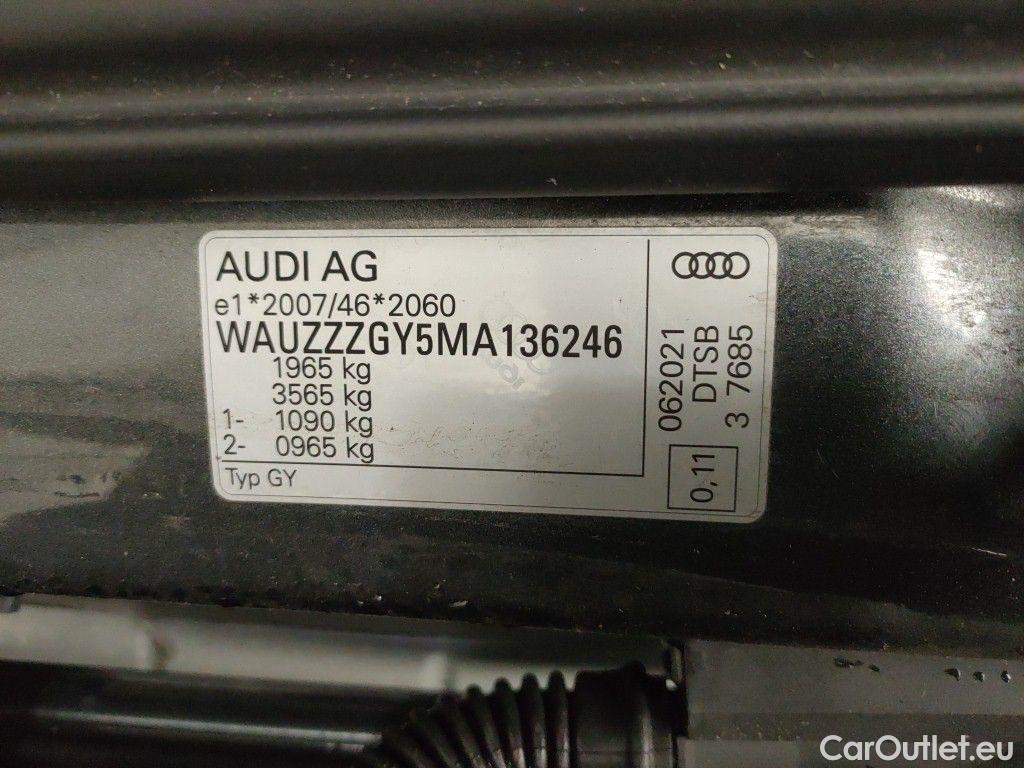 AUDI AG
e1*2007/46*2060
WAUZZZGY5MA136246
1965 kg
3565 kg
1- 1090 kg
2- 0965 kg
Typ GY
062021
DTSB
3 7685
0,11
CarOutlet.eu